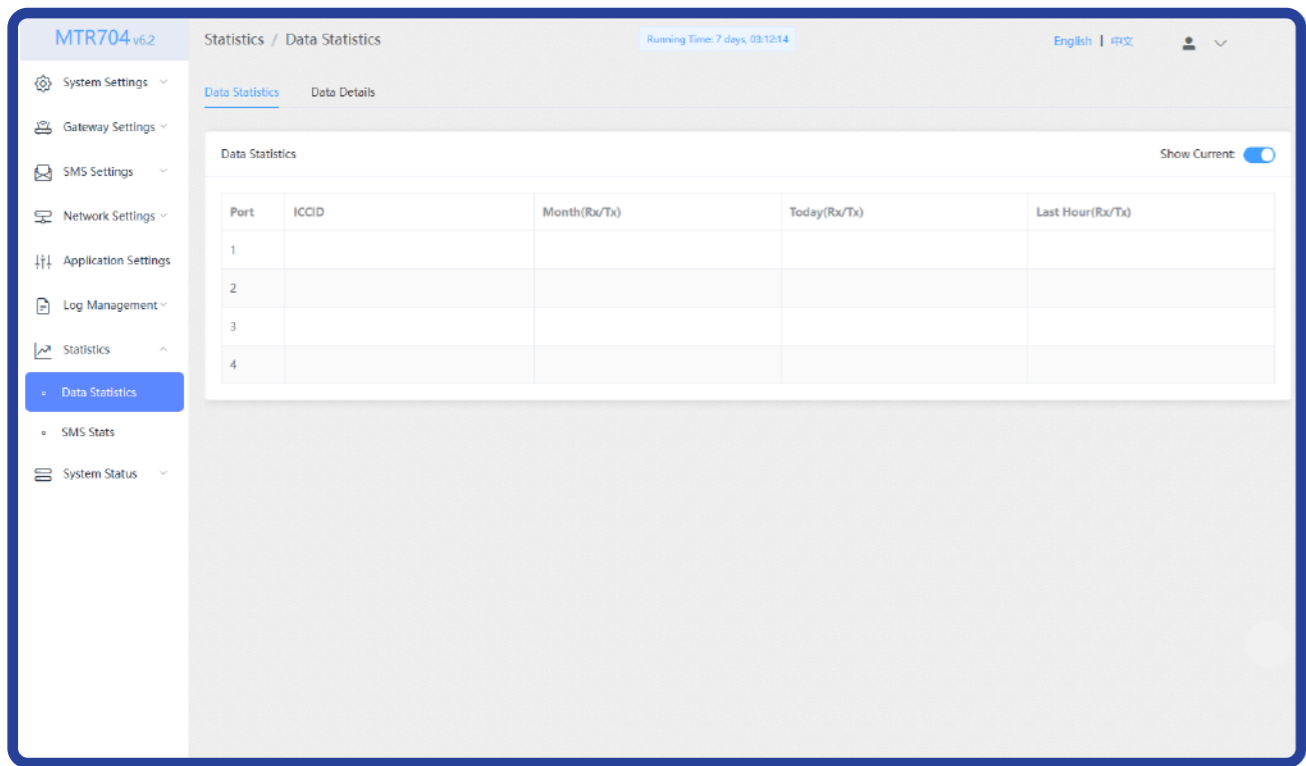 MTR704 v6.2
Statistics / Data Statistics
Running Time: 7 days, 03:12:14
English | 中文
System Settings
Gateway Settings
SMS Settings
Network Settings
Application Settings
Log Management
Statistics
Data Statistics
SMS Stats
System Status
Data Statistics Data Details
Data Statistics
Show Current:
Port ICCID Month(Rx/Tx) Today(Rx/Tx) Last Hour(Rx/Tx)
1
2
3
4